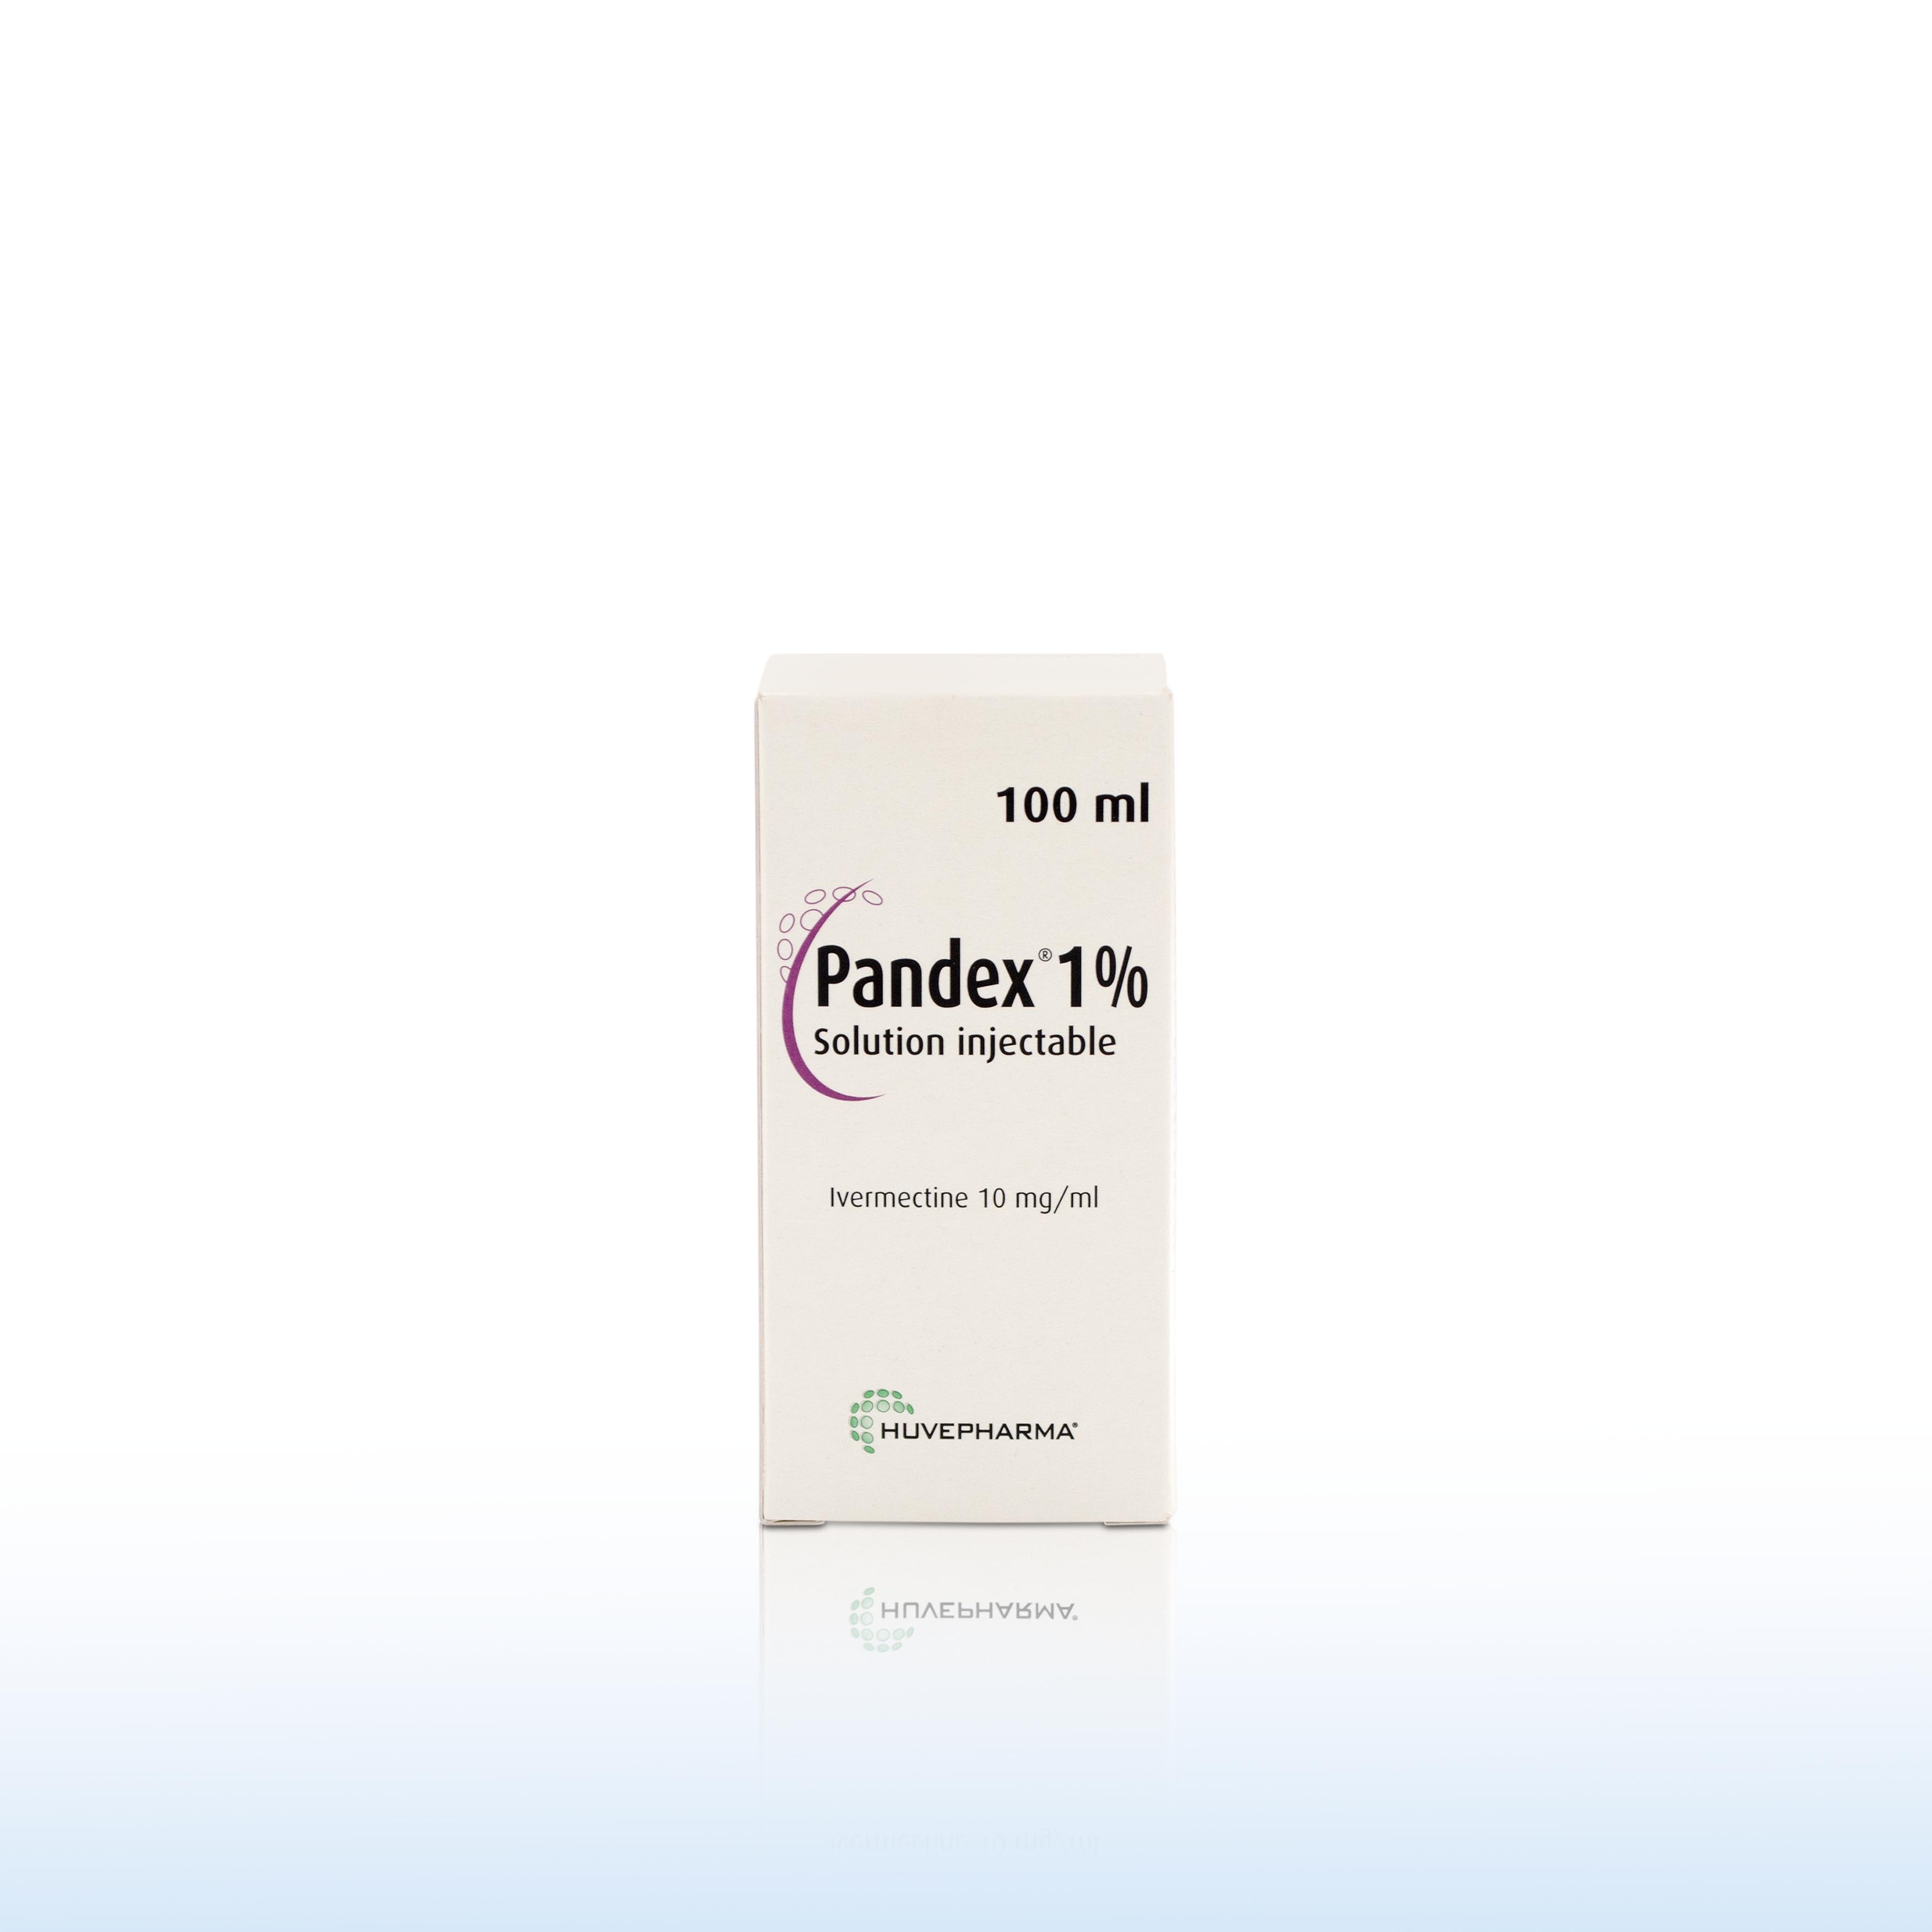 100 ml
Pandex® 1%
Solution injectable
Ivermectine 10 mg/ml
HUVEPHARMA®